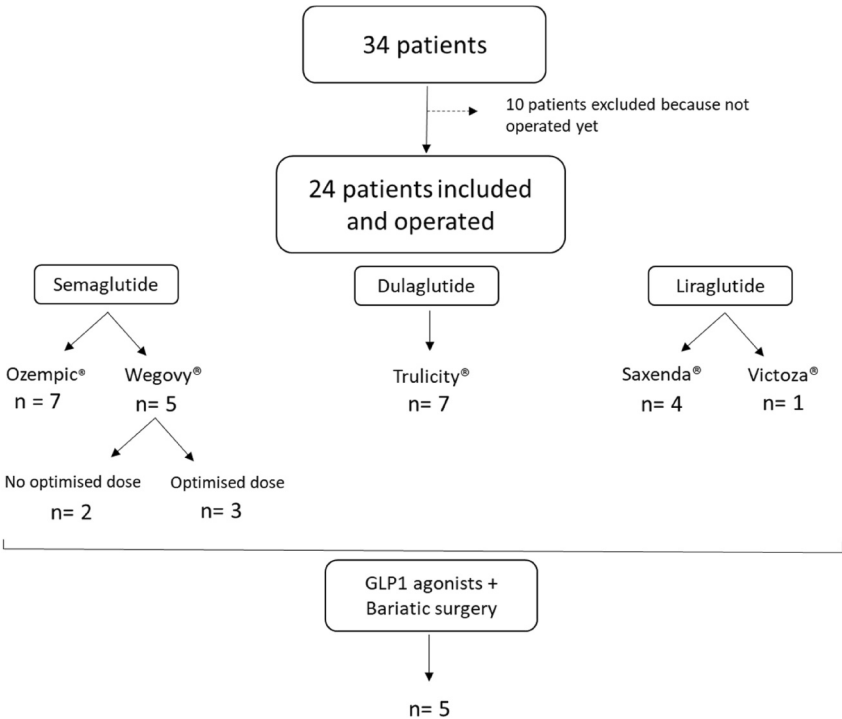 34 patients
10 patients excluded because not
operated yet
24 patients included
and operated
Semaglutide
Dulaglutide
Liraglutide
Ozempic®
n = 7
Wegovy®
n= 5
Trulicity®
n= 7
Saxenda®
n= 4
Victoza®
n= 1
No optimised dose
n= 2
Optimised dose
n= 3
GLP1 agonists +
Bariatic surgery
n= 5